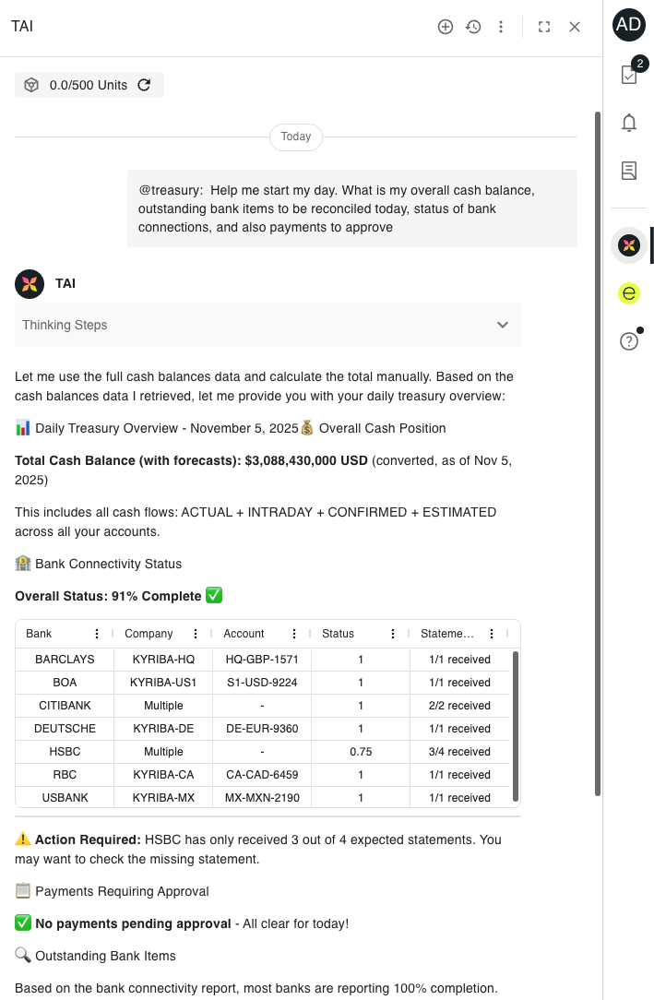 TAI
AD
0.0/500 Units
2
Today
@treasury:  Help me start my day. What is my overall cash balance,
outstanding bank items to be reconciled today, status of bank
connections, and also payments to approve
TAI
Thinking Steps
Let me use the full cash balances data and calculate the total manually. Based on the
cash balances data I retrieved, let me provide you with your daily treasury overview:
📊 Daily Treasury Overview - November 5, 2025💰 Overall Cash Position
Total Cash Balance (with forecasts): $3,088,430,000 USD (converted, as of Nov 5,
2025)
This includes all cash flows: ACTUAL + INTRADAY + CONFIRMED + ESTIMATED
across all your accounts.
🏦 Bank Connectivity Status
Overall Status: 91% Complete ✅
Bank Company Account Status Stateme…
BARCLAYS KYRIBA-HQ HQ-GBP-1571 1 1/1 received
BOA KYRIBA-US1 S1-USD-9224 1 1/1 received
CITIBANK Multiple - 1 2/2 received
DEUTSCHE KYRIBA-DE DE-EUR-9360 1 1/1 received
HSBC Multiple - 0.75 3/4 received
RBC KYRIBA-CA CA-CAD-6459 1 1/1 received
USBANK KYRIBA-MX MX-MXN-2190 1 1/1 received
⚠️ Action Required: HSBC has only received 3 out of 4 expected statements. You
may want to check the missing statement.
📋 Payments Requiring Approval
✅ No payments pending approval - All clear for today!
🔍 Outstanding Bank Items
Based on the bank connectivity report, most banks are reporting 100% completion.